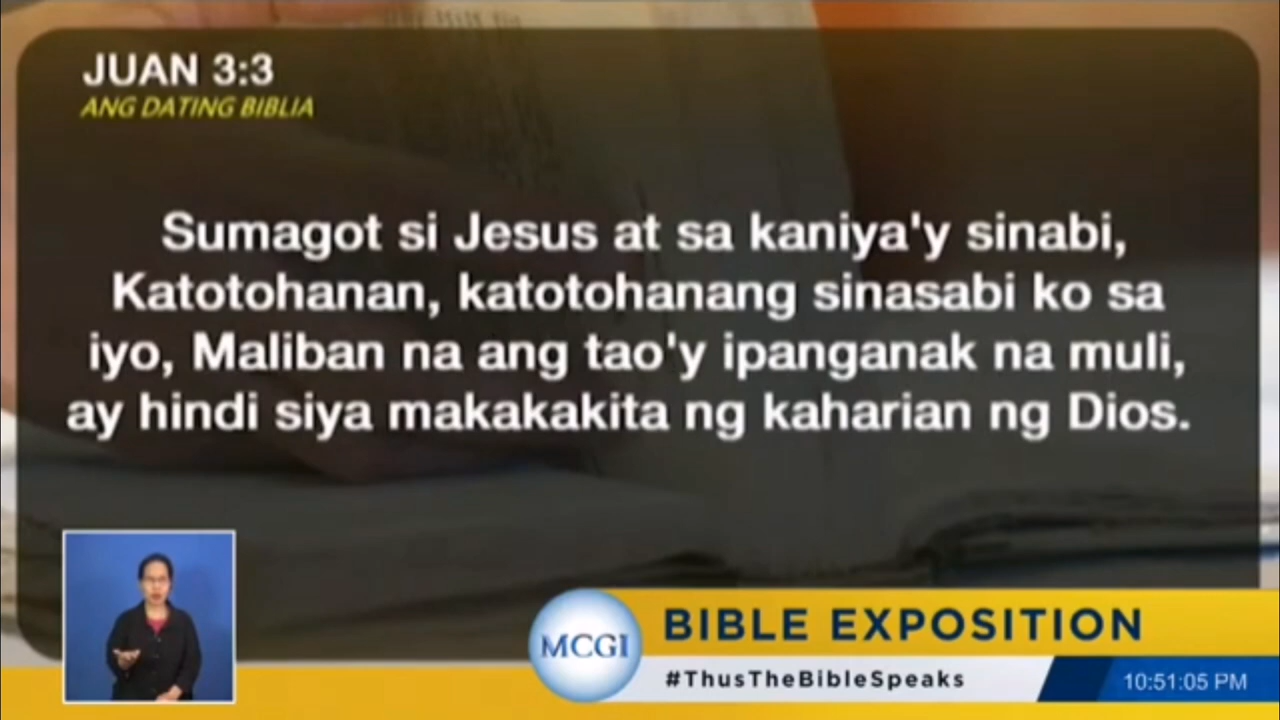 JUAN 3:3
ANG DATING BIBLIA
Sumagot si Jesus at sa kaniya'y sinabi,
Katotohanan, katotohanang sinasabi ko sa
iyo, Maliban na ang tao'y ipanganak na muli,
ay hindi siya makakakita ng kaharian ng Dios.
MCGI
BIBLE EXPOSITION
#ThusTheBibleSpeaks
10:51:05 PM